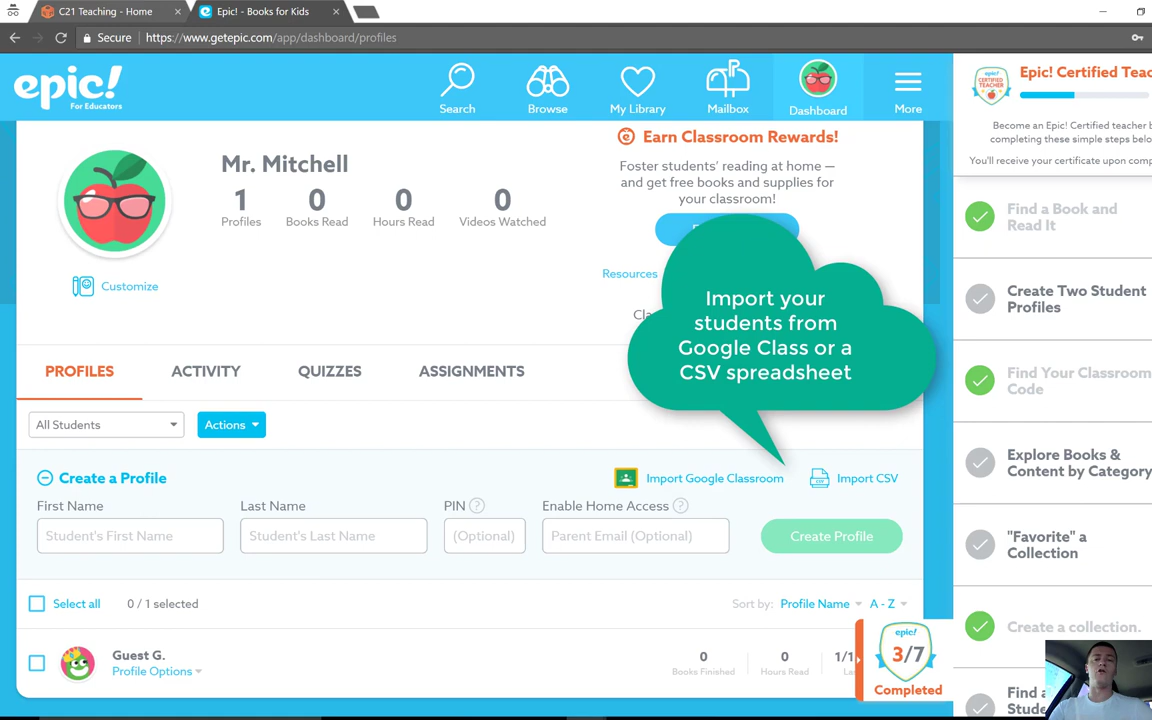 C21 Teaching - Home
Epic! - Books for Kids
Secure
https://www.getepic.com/app/dashboard/profiles
epic!
For Educators
Search
Browse
My Library
Mailbox
Dashboard
More
epic!
CERTIFIED
TEACHER
Epic! Certified Teac
Become an Epic! Certified teacher b
completing these simple steps belo
You'll receive your certificate upon comp
Mr. Mitchell
1
Profiles
0
Books Read
0
Hours Read
0
Videos Watched
Customize
Earn Classroom Rewards!
Foster students' reading at home —
and get free books and supplies for
your classroom!
Resources
Import your
students from
Google Class or a
CSV spreadsheet
PROFILES
ACTIVITY
QUIZZES
ASSIGNMENTS
All Students
Actions
Create a Profile
Import Google Classroom
CSV
Import CSV
First Name
Last Name
PIN ?
Enable Home Access ?
Student's First Name
Student's Last Name
(Optional)
Parent Email (Optional)
Create Profile
Select all
0 / 1 selected
Sort by:
Profile Name
A - Z
Guest G.
Profile Options
0
Books Finished
0
Hours Read
1/1
epic!
3/7
Completed
Find a Book and
Read It
Create Two Student
Profiles
Find Your Classroom
Code
Explore Books &
Content by Category
"Favorite" a
Collection
Create a collection.
Find a
Stude